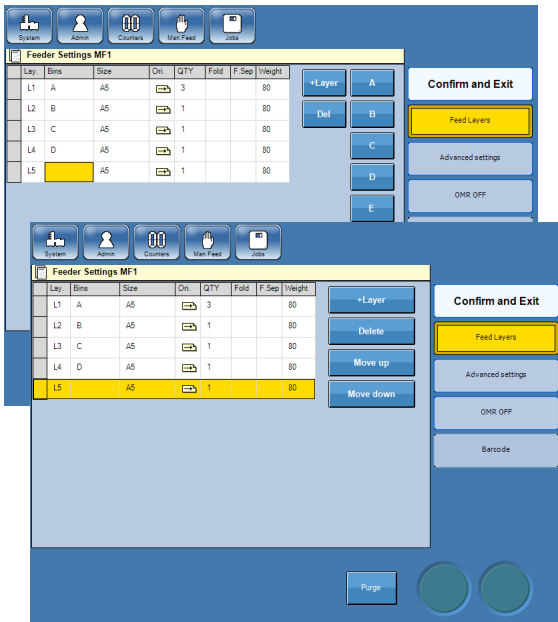 System Admin Counters Man.Feed Jobs
Feeder Settings MF1
Lay. Bins Size Ori. QTY Fold F.Sep Weight
L1 A A5 3 80
L2 B A5 1 80
L3 C A5 1 80
L4 D A5 1 80
L5 A5 1 80
+Layer A
Del B
C
D
E
Confirm and Exit
Feed Layers
Advanced settings
OMR OFF
System Admin Counters Man.Feed Jobs
Feeder Settings MF1
Lay. Bins Size Ori. QTY Fold F.Sep Weight
L1 A A5 3 80
L2 B A5 1 80
L3 C A5 1 80
L4 D A5 1 80
L5 A5 1 80
+Layer
Delete
Move up
Move down
Confirm and Exit
Feed Layers
Advanced settings
OMR OFF
Barcode
Purge